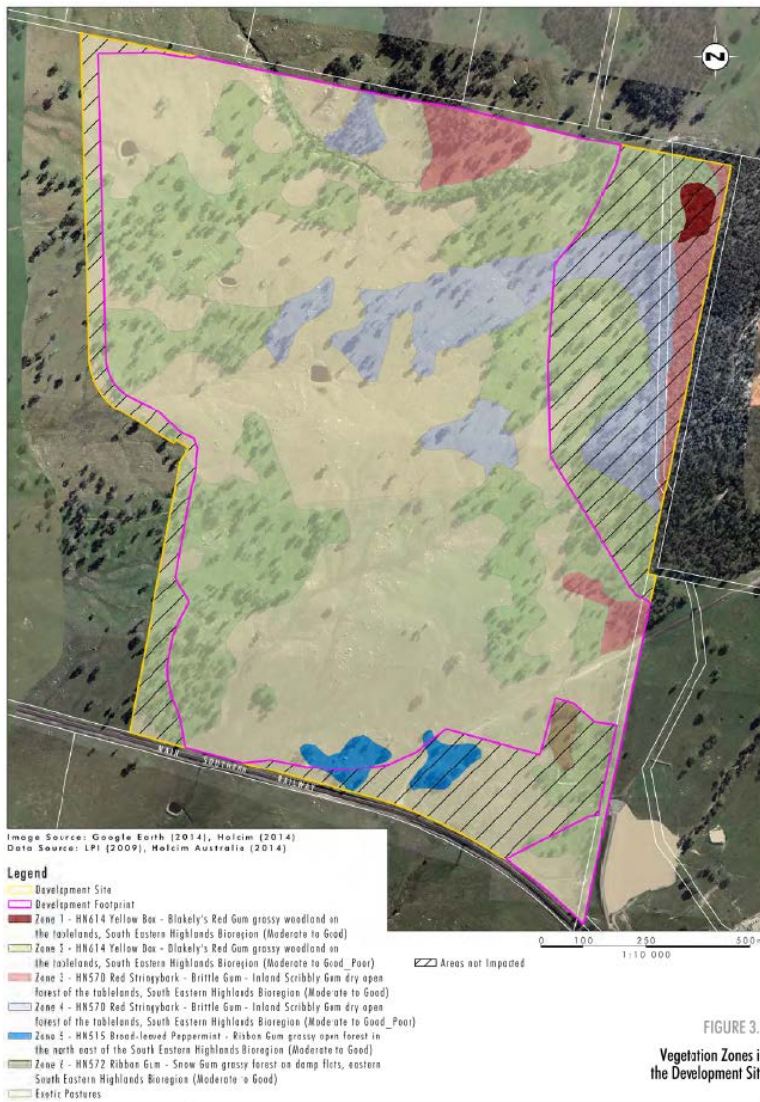 N
MAIN SOUTHERN RAILWAY
Image Source: Google Earth (2014), Holcim (2014)
Data Source: LPI (2009), Holcim Australia (2014)
Legend
Development Site
Development Footprint
Zone 1 - HN614 Yellow Box - Blakely's Red Gum grassy woodland on
the tablelands, South Eastern Highlands Bioregion (Moderate to Good)
Zone 2 - HN614 Yellow Box - Blakely's Red Gum grassy woodland on
the tablelands, South Eastern Highlands Bioregion (Moderate to Good_Poor)
Zone 3 - HN570 Red Stringybark - Brittle Gum - Inland Scribbly Gum dry open
forest of the tablelands, South Eastern Highlands Bioregion (Moderate to Good)
Zone 4 - HN570 Red Stringybark - Brittle Gum - Inland Scribbly Gum dry open
forest of the tablelands, South Eastern Highlands Bioregion (Moderate to Good_Poor)
Zone 5 - HN515 Broad-leaved Peppermint - Ribbon Gum grassy open forest in
the north east of the South Eastern Highlands Bioregion (Moderate to Good)
Zone 6 - HN572 Ribbon Gum - Snow Gum grassy forest on damp flats, eastern
South Eastern Highlands Bioregion (Moderate to Good)
Exotic Pastures
Areas not Impacted
0 100 250 500m
1:10 000
FIGURE 3.
Vegetation Zones i
the Development Sit